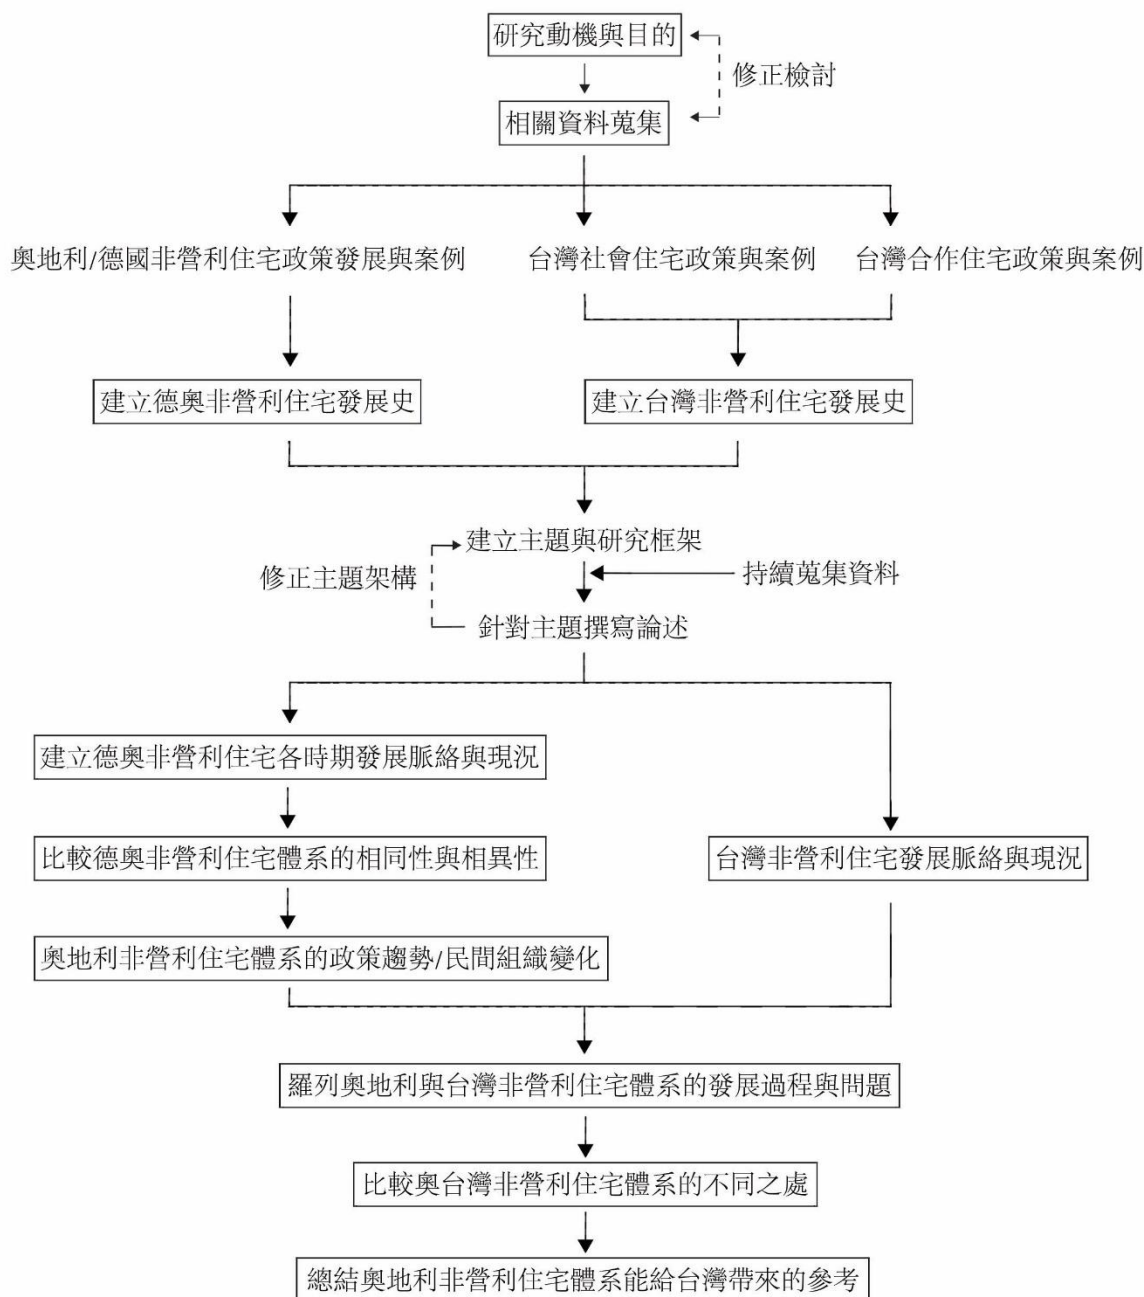 研究動機與目的
修正檢討
相關資料蒐集
奧地利/德國非營利住宅政策發展與案例
台灣社會住宅政策與案例
台灣合作住宅政策與案例
建立德奧非營利住宅發展史
建立台灣非營利住宅發展史
建立主題與研究框架
修正主題架構
持續蒐集資料
針對主題撰寫論述
建立德奧非營利住宅各時期發展脈絡與現況
比較德奧非營利住宅體系的相同性與相異性
台灣非營利住宅發展脈絡與現況
奧地利非營利住宅體系的政策趨勢/民間組織變化
羅列奧地利與台灣非營利住宅體系的發展過程與問題
比較奧台灣非營利住宅體系的不同之處
總結奧地利非營利住宅體系能給台灣帶來的參考